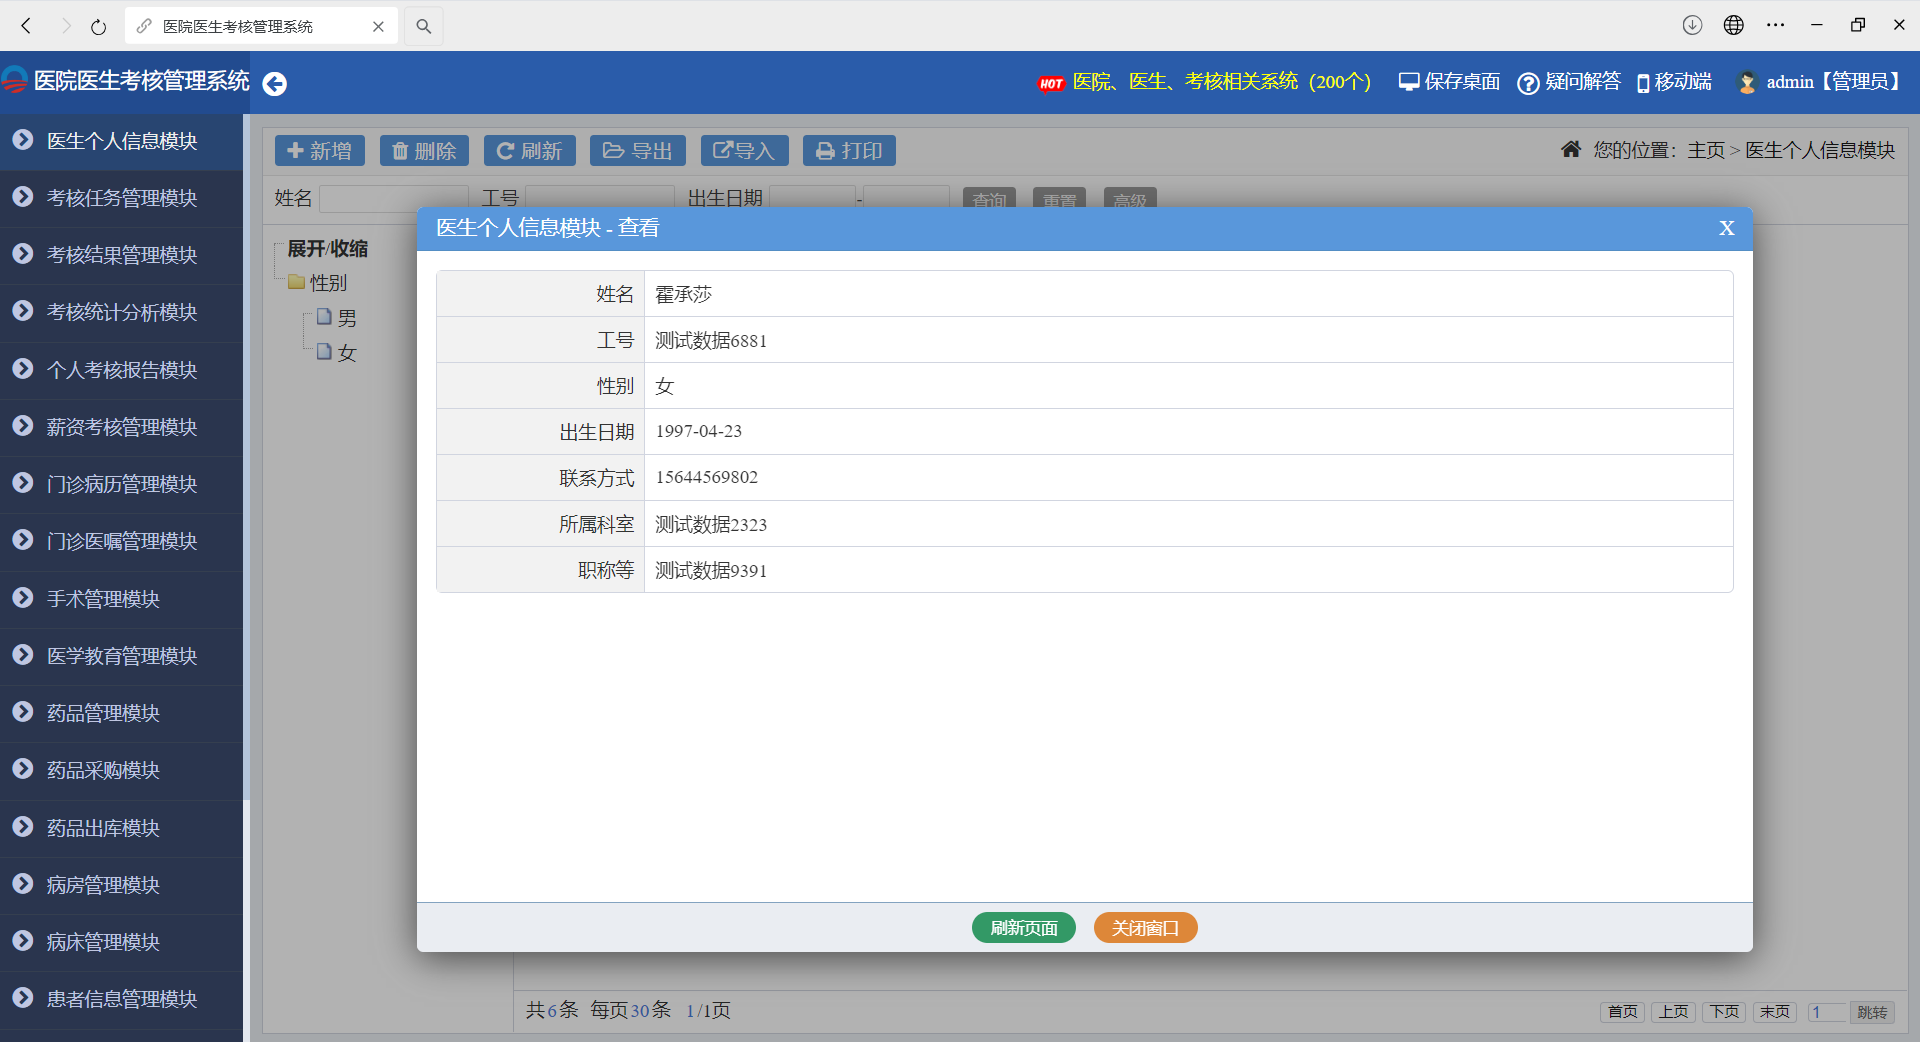 医院医生考核管理系统
医院医生考核管理系统
HOT 医院、医生、考核相关系统（200个） 保存桌面 疑问解答 移动端 admin【管理员】
医生个人信息模块
考核任务管理模块
考核结果管理模块
考核统计分析模块
个人考核报告模块
薪资考核管理模块
门诊病历管理模块
门诊医嘱管理模块
手术管理模块
医学教育管理模块
药品管理模块
药品采购模块
药品出库模块
病房管理模块
病床管理模块
患者信息管理模块
新增 删除 刷新 导出 导入 打印
您的位置：主页 > 医生个人信息模块
姓名 工号 出生日期 - 查询 重置 高级
展开/收缩
性别
男
女
医生个人信息模块 - 查看 X
姓名 霍承莎
工号 测试数据6881
性别 女
出生日期 1997-04-23
联系方式 15644569802
所属科室 测试数据2323
职称等 测试数据9391
刷新页面 关闭窗口
共6条 每页30条 1/1页
首页 上页 下页 末页 1 跳转